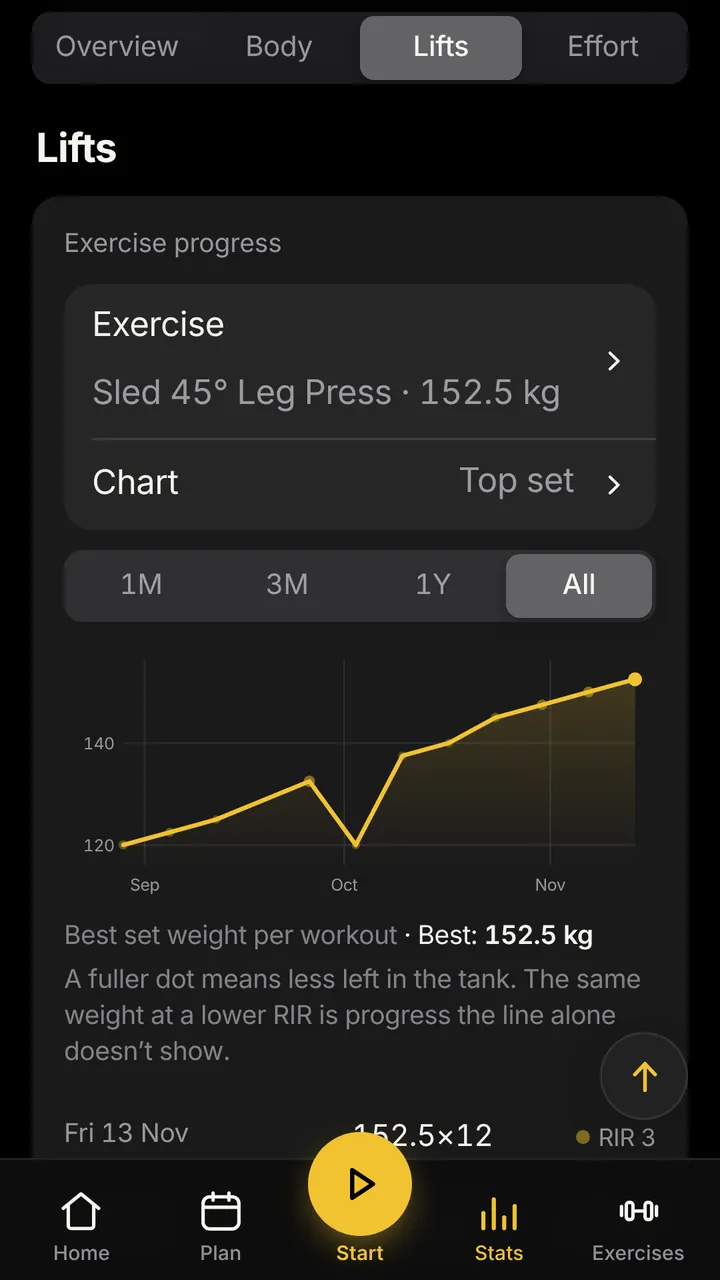 Overview Body Lifts Effort
Lifts
Exercise progress
Exercise
Sled 45° Leg Press · 152.5 kg
Chart Top set
1M 3M 1Y All
140
120
Sep Oct Nov
Best set weight per workout · Best: 152.5 kg
A fuller dot means less left in the tank. The same
weight at a lower RIR is progress the line alone
doesn’t show.
Fri 13 Nov 152.5×12 RIR 3
Home Plan Start Stats Exercises